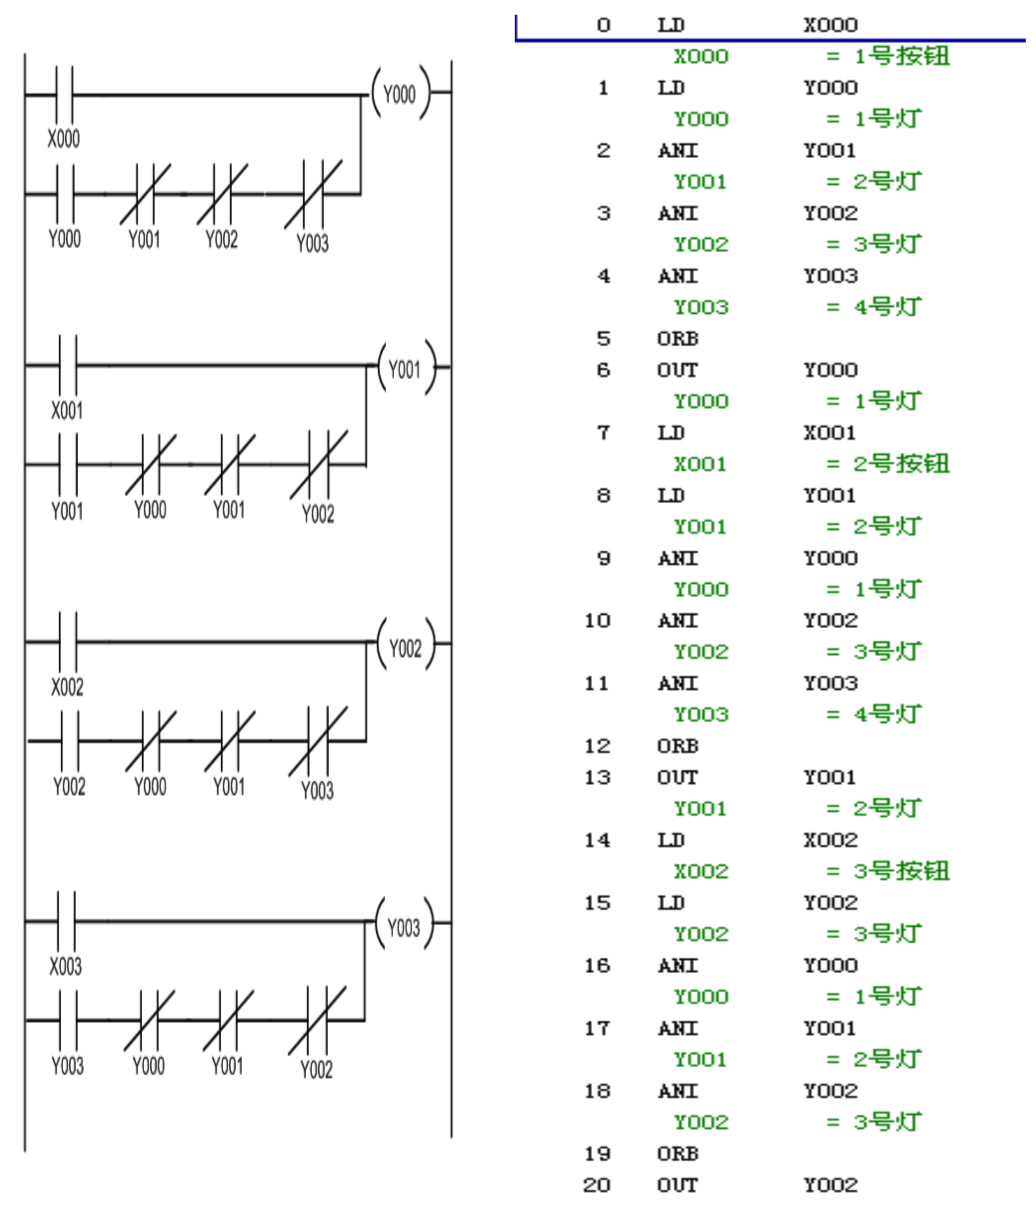 Y000
X000
Y000 Y001 Y002 Y003
Y001
X001
Y001 Y000 Y001 Y002
Y002
X002
Y002 Y000 Y001 Y003
Y003
X003
Y003 Y000 Y001 Y002
0 LD X000
X000 = 1号按钮
1 LD Y000
Y000 = 1号灯
2 ANI Y001
Y001 = 2号灯
3 ANI Y002
Y002 = 3号灯
4 ANI Y003
Y003 = 4号灯
5 ORB
6 OUT Y000
Y000 = 1号灯
7 LD X001
X001 = 2号按钮
8 LD Y001
Y001 = 2号灯
9 ANI Y000
Y000 = 1号灯
10 ANI Y002
Y002 = 3号灯
11 ANI Y003
Y003 = 4号灯
12 ORB
13 OUT Y001
Y001 = 2号灯
14 LD X002
X002 = 3号按钮
15 LD Y002
Y002 = 3号灯
16 ANI Y000
Y000 = 1号灯
17 ANI Y001
Y001 = 2号灯
18 ANI Y002
Y002 = 3号灯
19 ORB
20 OUT Y002